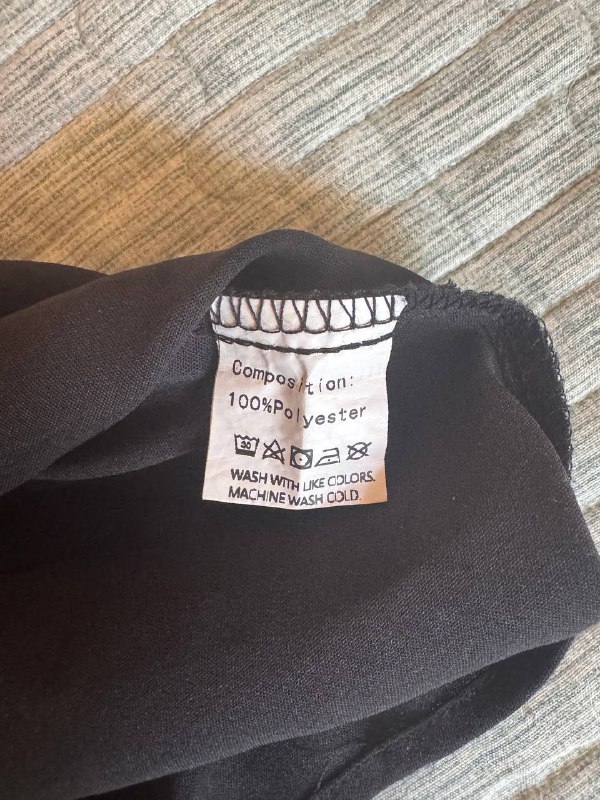 Composition:
100%Polyester
30
WASH WITH LIKE COLORS.
MACHINE WASH COLD.